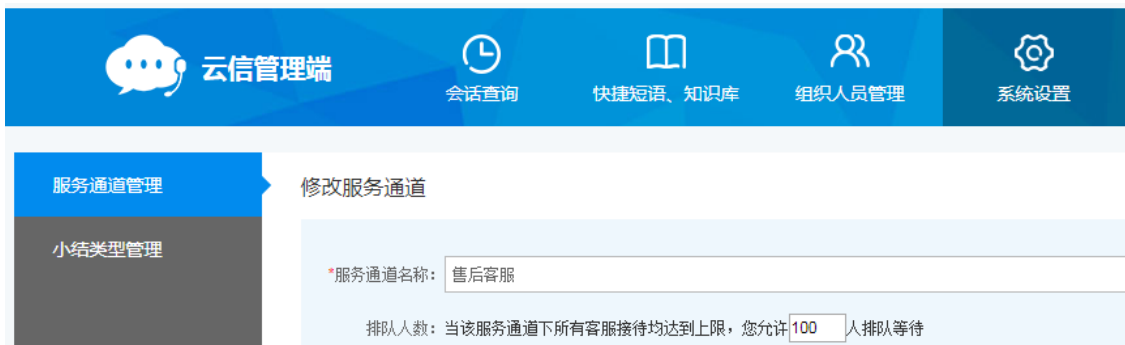 云信管理端
会话查询
快捷短语、知识库
组织人员管理
系统设置
服务通道管理
修改服务通道
小结类型管理
*服务通道名称: 售后客服
排队人数: 当该服务通道下所有客服接待均达到上限，您允许100 人排队等待